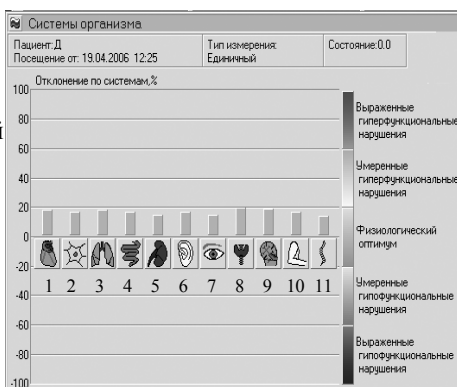 Системы организма
Пациент:Д
Посещение от: 19.04.2006 12:25
Тип измерения:
Единичный
Состояние:0.0
Отклонение по системам,%
100
80
60
40
20
0
-20
-40
-60
-80
-100
1 2 3 4 5 6 7 8 9 10 11
Выраженные
гиперфункциональные
нарушения
Умеренные
гиперфункциональные
нарушения
Физиологический
оптимум
Умеренные
гипофункциональные
нарушения
Выраженные
гипофункциональные
нарушения
й